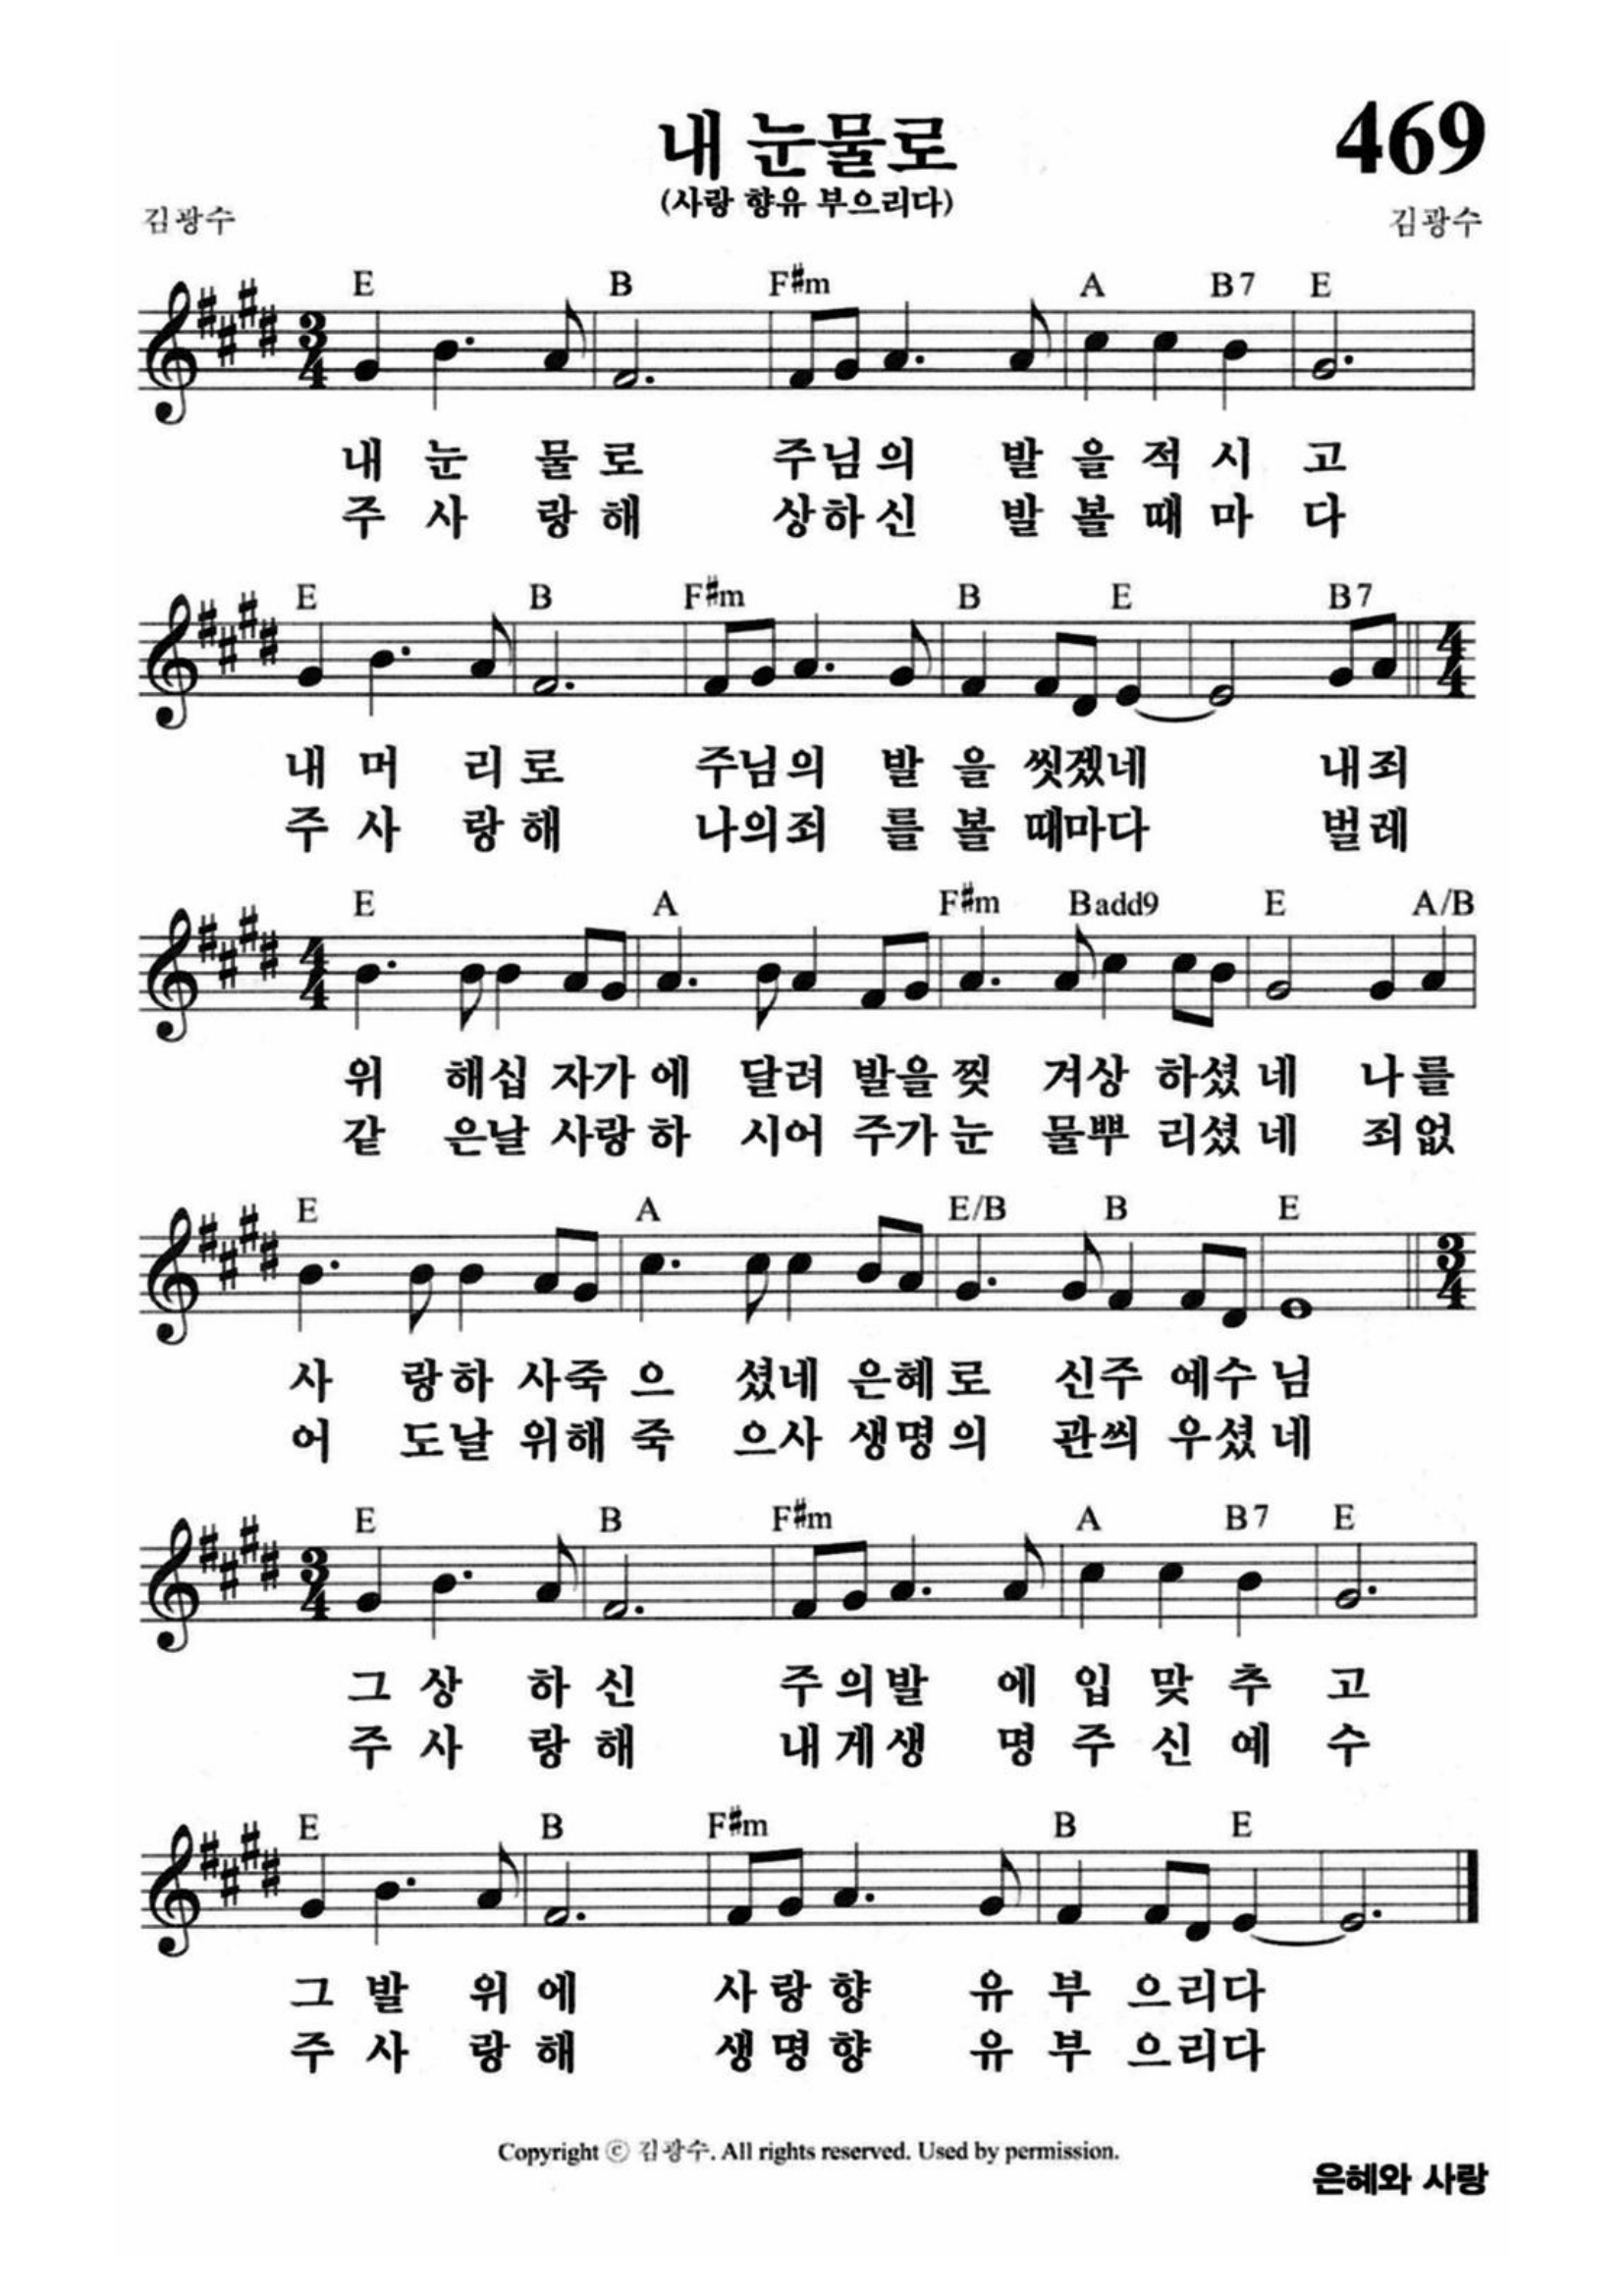 469
내 눈물로
(사랑 향유 부으리다)
김광수 김광수
E B F#m A B7 E
3/4
내 눈 물 로 주님의 발 을 적 시 고
주 사 랑 해 상하신 발 볼 때 마 다
E B F#m B E B7
4/4
내 머 리 로 주님의 발 을 씻겠네 내죄
주 사 랑 해 나의죄 를 볼 때마다 벌레
E A F#m Badd9 E A/B
4/4
위 해십 자가 에 달려 발을 찢 겨상 하셨 네 나를
같 은날 사랑 하 시어 주가 눈 물뿌 리셨 네 죄없
E A E/B B E
3/4
사 랑하 사죽 으 셨네 은혜 로 신주 예수 님
어 도날 위해 죽 으사 생명 의 관씌 우셨 네
E B F#m A B7 E
3/4
그 상 하 신 주의발 에 입 맞 추 고
주 사 랑 해 내게생 명 주 신 예 수
E B F#m B E
그 발 위 에 사랑향 유 부 으리다
주 사 랑 해 생명향 유 부 으리다
Copyright ⓒ 김광수. All rights reserved. Used by permission.
은혜와 사랑